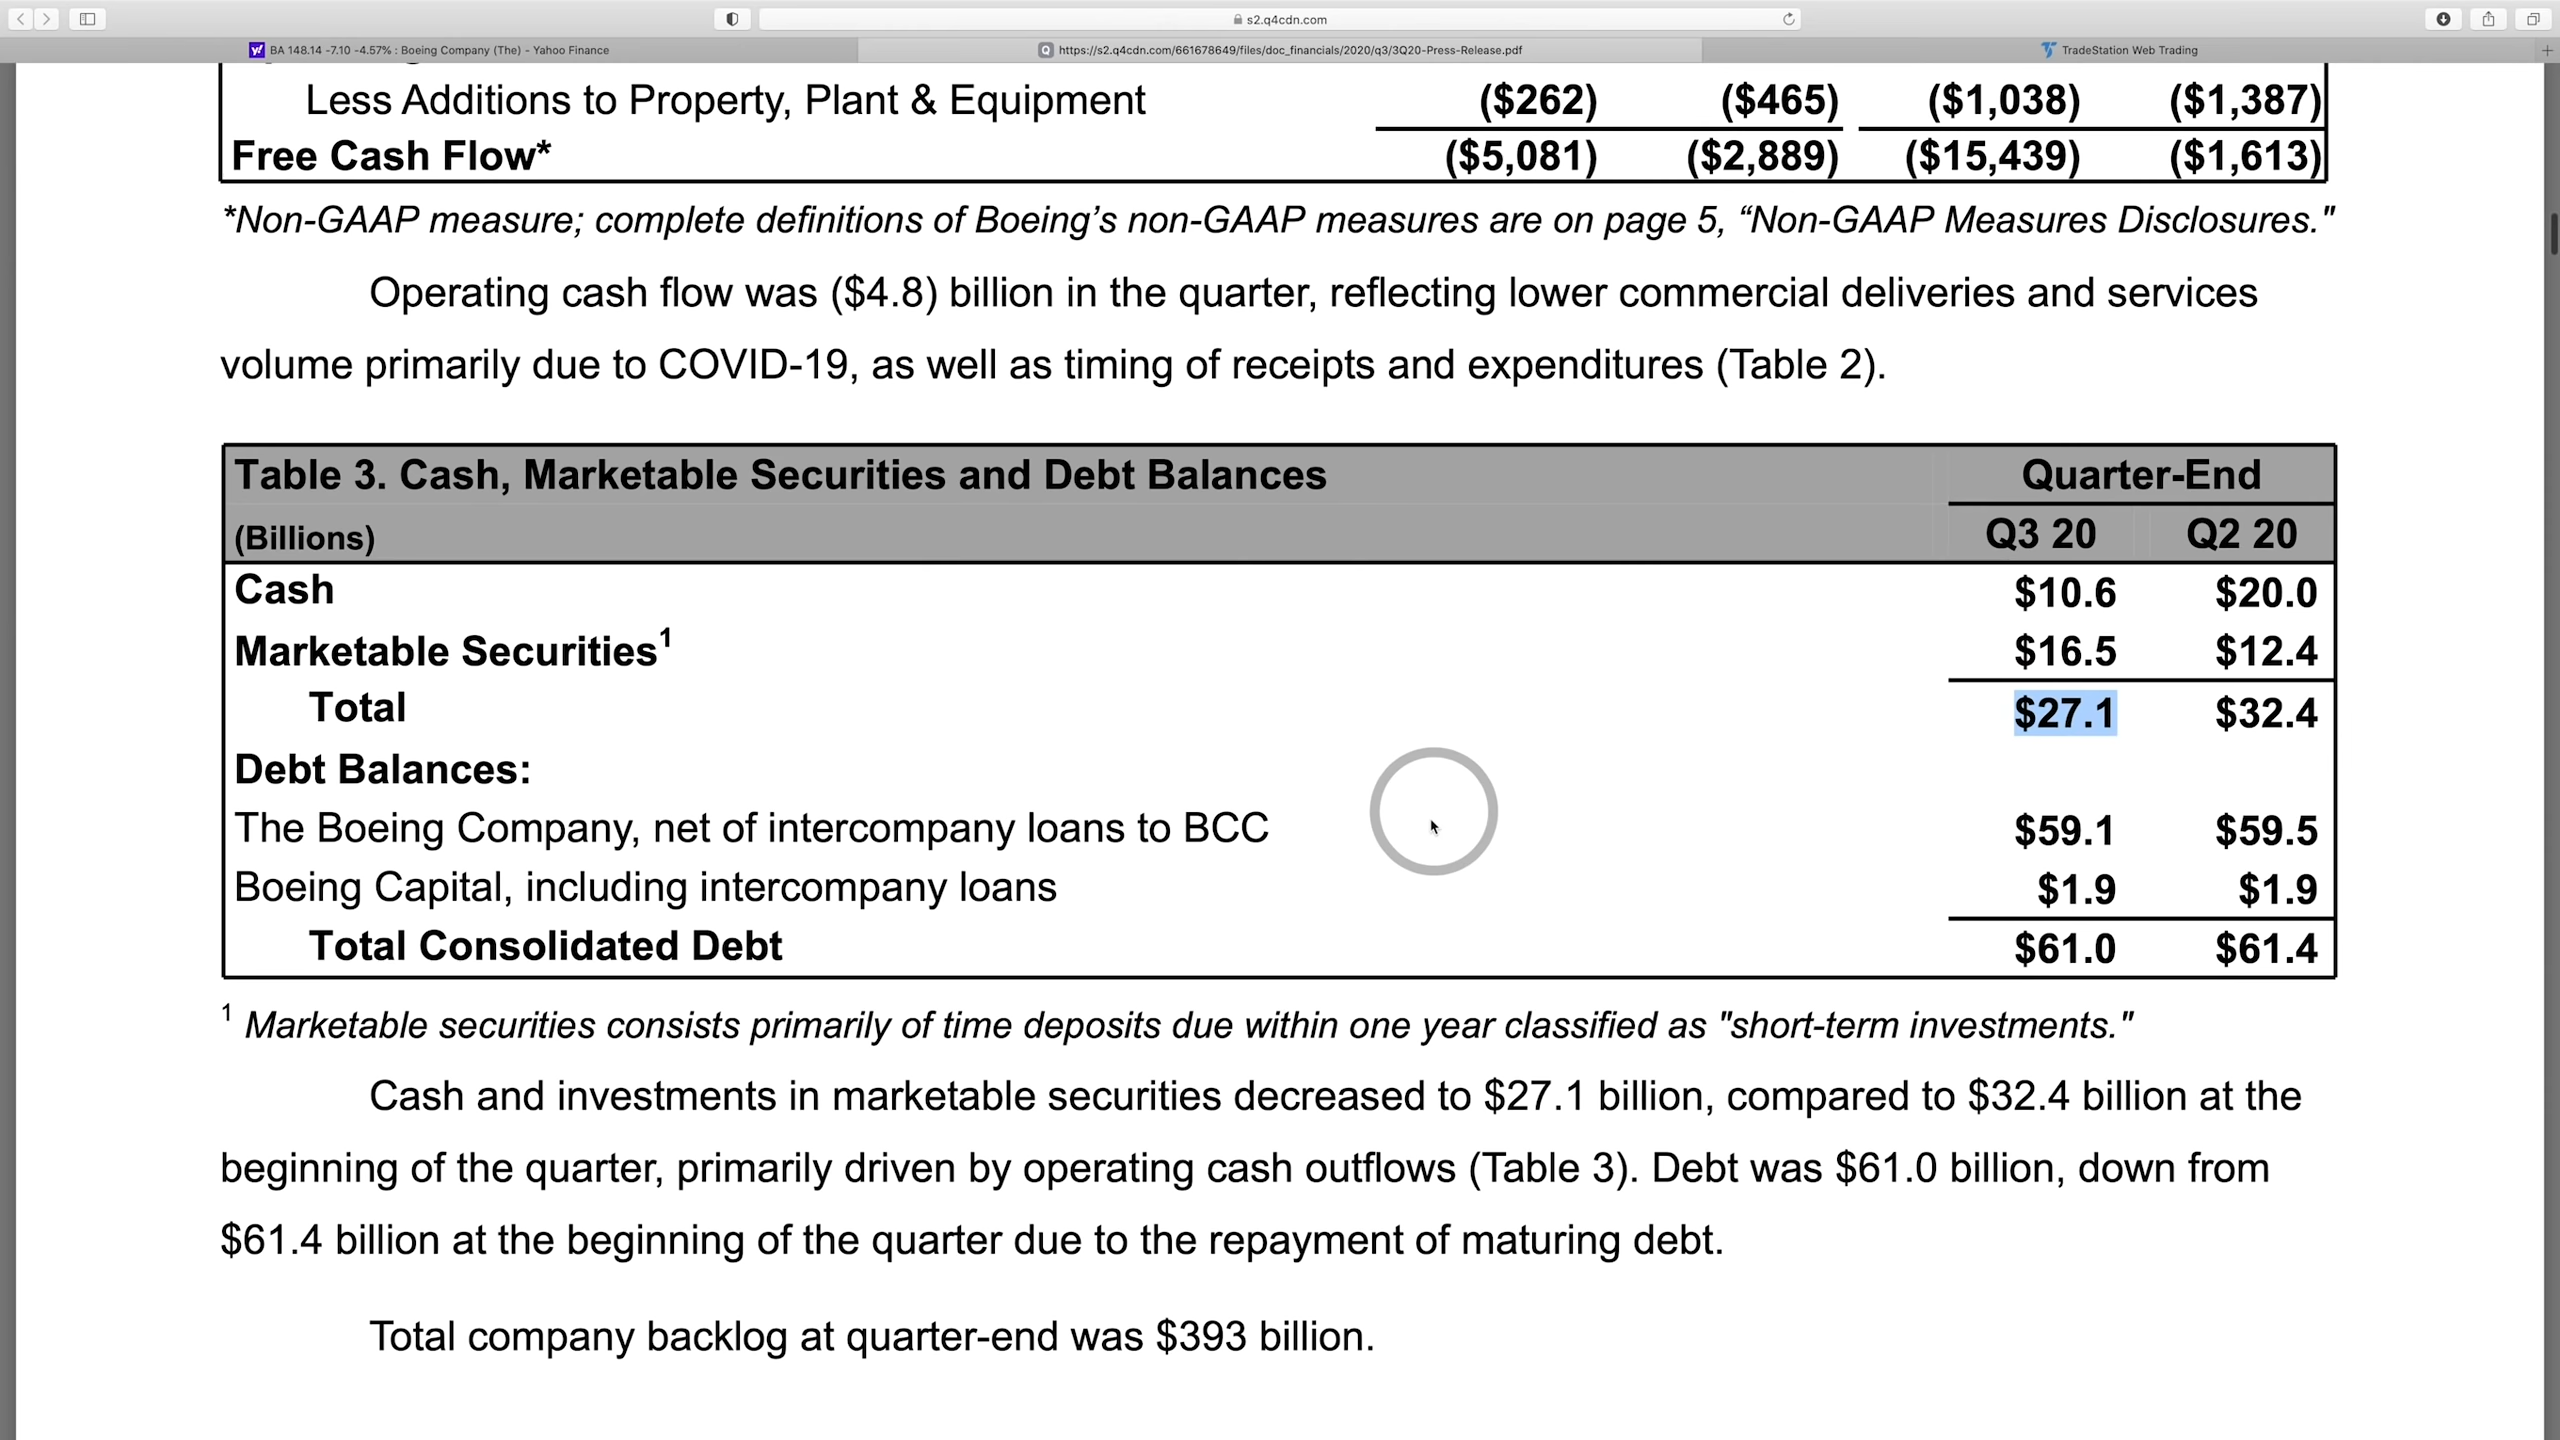 s2.q4cdn.com
BA 148.14 -7.10 -4.57% : Boeing Company (The) - Yahoo Finance
https://s2.q4cdn.com/661678649/files/doc_financials/2020/q3/3Q20-Press-Release.pdf
TradeStation Web Trading
Less Additions to Property, Plant & Equipment ($262) ($465) ($1,038) ($1,387)
Free Cash Flow* ($5,081) ($2,889) ($15,439) ($1,613)
*Non-GAAP measure; complete definitions of Boeing’s non-GAAP measures are on page 5, “Non-GAAP Measures Disclosures."
Operating cash flow was ($4.8) billion in the quarter, reflecting lower commercial deliveries and services
volume primarily due to COVID-19, as well as timing of receipts and expenditures (Table 2).
Table 3. Cash, Marketable Securities and Debt Balances Quarter-End
(Billions) Q3 20 Q2 20
Cash $10.6 $20.0
Marketable Securities¹ $16.5 $12.4
Total $27.1 $32.4
Debt Balances:
The Boeing Company, net of intercompany loans to BCC $59.1 $59.5
Boeing Capital, including intercompany loans $1.9 $1.9
Total Consolidated Debt $61.0 $61.4
¹ Marketable securities consists primarily of time deposits due within one year classified as "short-term investments."
Cash and investments in marketable securities decreased to $27.1 billion, compared to $32.4 billion at the
beginning of the quarter, primarily driven by operating cash outflows (Table 3). Debt was $61.0 billion, down from
$61.4 billion at the beginning of the quarter due to the repayment of maturing debt.
Total company backlog at quarter-end was $393 billion.